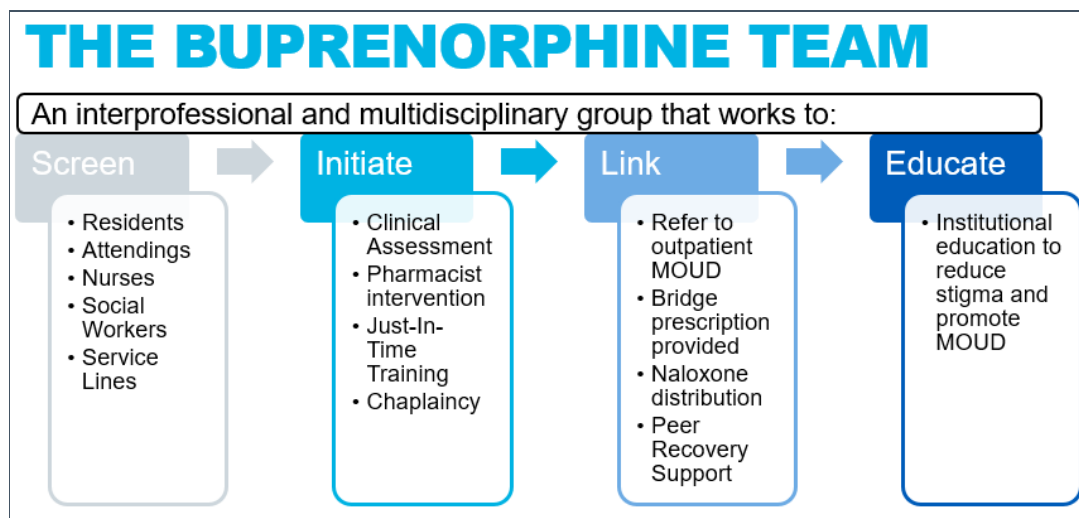 THE BUPRENORPHINE TEAM
An interprofessional and multidisciplinary group that works to:
Screen
• Residents
• Attendings
• Nurses
• Social
Workers
• Service
Lines
Initiate
• Clinical
Assessment
• Pharmacist
intervention
• Just-In-
Time
Training
• Chaplaincy
Link
• Refer to
outpatient
MOUD
• Bridge
prescription
provided
• Naloxone
distribution
• Peer
Recovery
Support
Educate
• Institutional
education to
reduce
stigma and
promote
MOUD